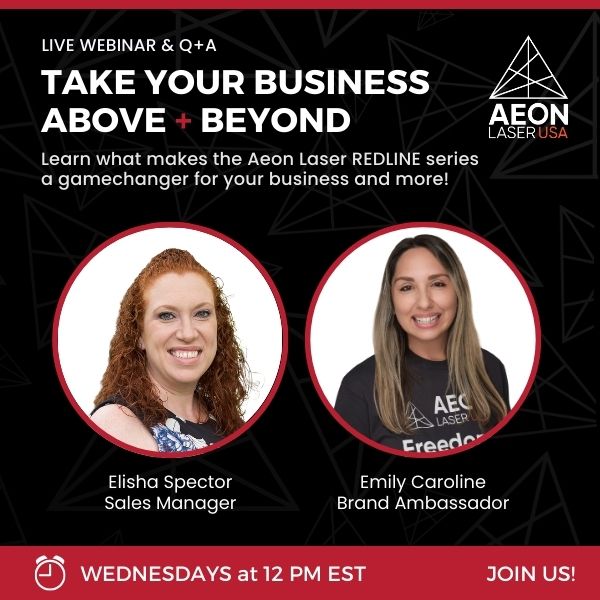 LIVE WEBINAR & Q+A
TAKE YOUR BUSINESS
ABOVE + BEYOND
Learn what makes the Aeon Laser REDLINE series
a gamechanger for your business and more!
AEON
LASER USA
AEO
LASER
Freedo
Elisha Spector
Sales Manager
Emily Caroline
Brand Ambassador
WEDNESDAYS at 12 PM EST
JOIN US!